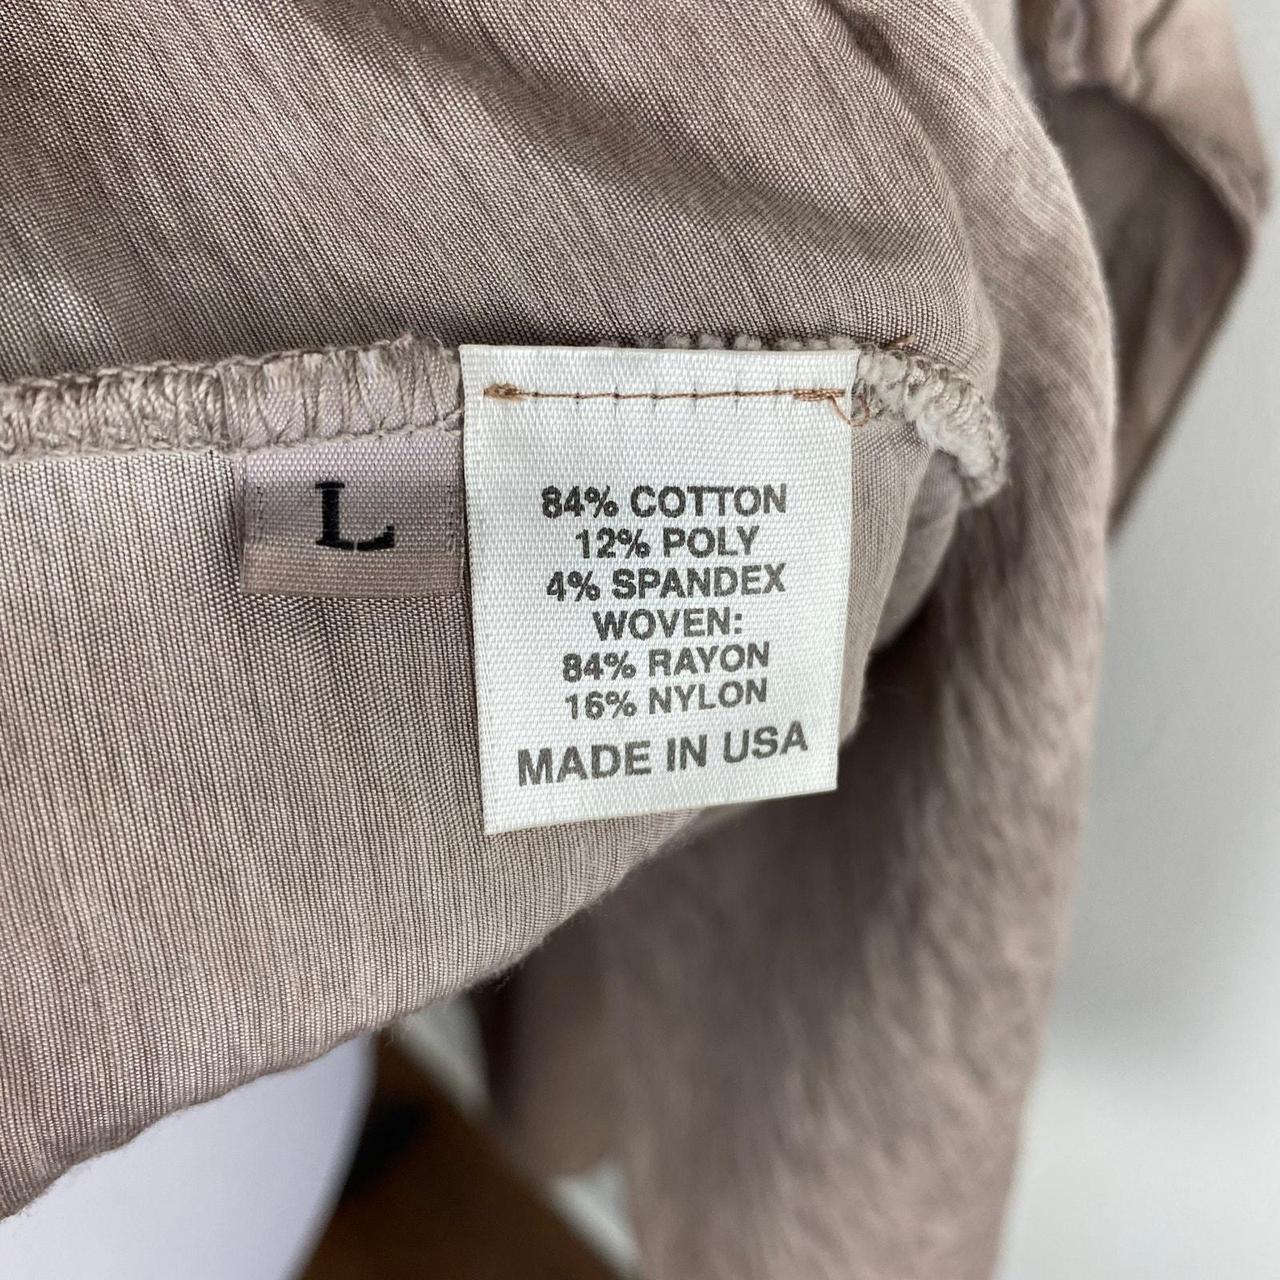 L
84% COTTON
12% POLY
4% SPANDEX
WOVEN:
84% RAYON
16% NYLON
MADE IN USA